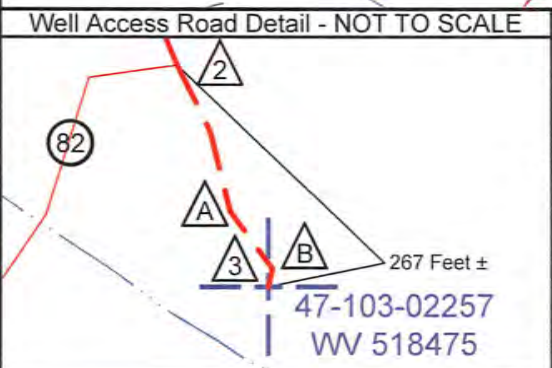 Well Access Road Detail - NOT TO SCALE
2
82
A
3
B
267 Feet ±
47-103-02257
WV 518475